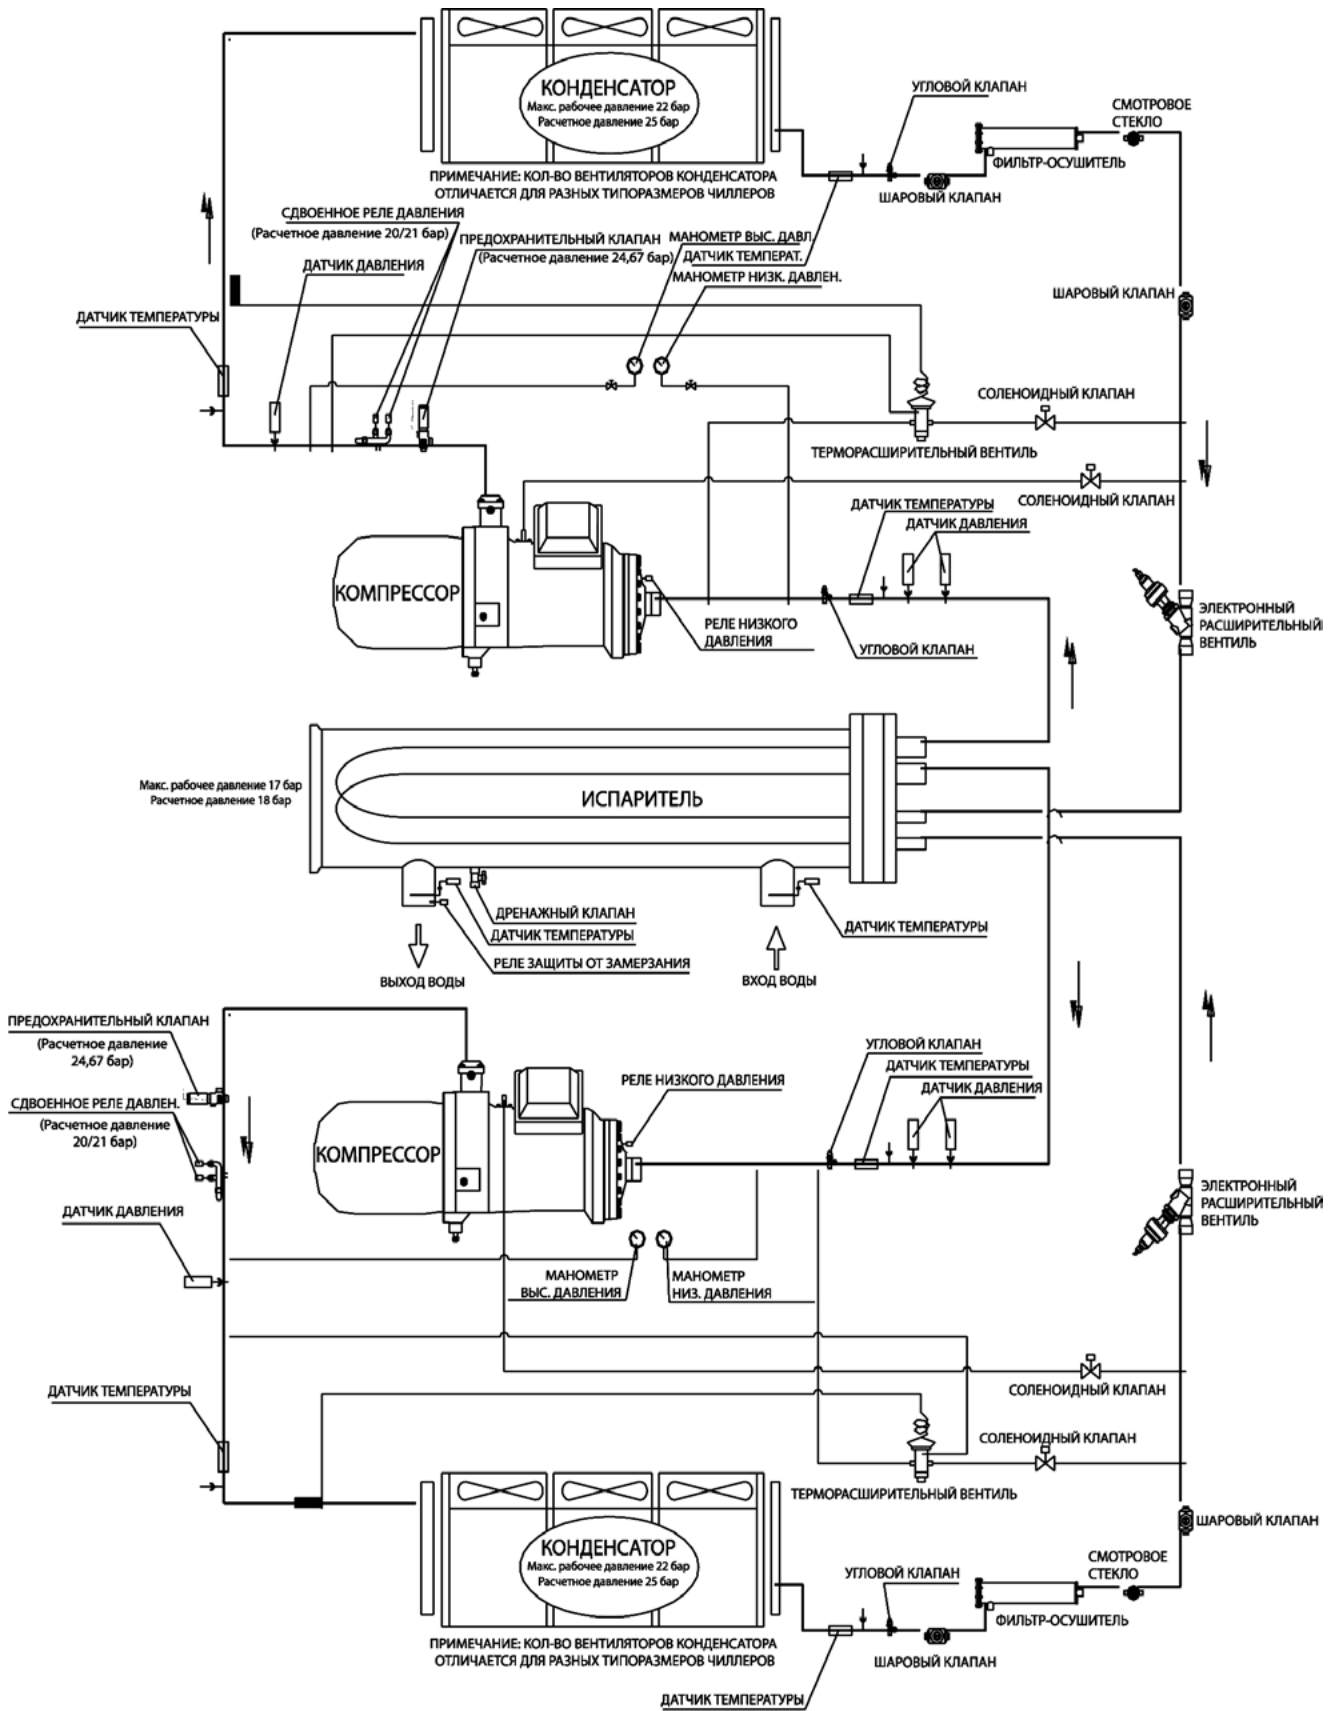 КОНДЕНСАТОР
Макс. рабочее давление 22 бар
Расчетное давление 25 бар
ПРИМЕЧАНИЕ: КОЛ-ВО ВЕНТИЛЯТОРОВ КОНДЕНСАТОРА
ОТЛИЧАЕТСЯ ДЛЯ РАЗНЫХ ТИПОРАЗМЕРОВ ЧИЛЛЕРОВ
УГЛОВОЙ КЛАПАН
СМОТРОВОЕ
СТЕКЛО
ФИЛЬТР-ОСУШИТЕЛЬ
ШАРОВЫЙ КЛАПАН
СДВОЕННОЕ РЕЛЕ ДАВЛЕНИЯ
(Расчетное давление 20/21 бар)
ПРЕДОХРАНИТЕЛЬНЫЙ КЛАПАН
(Расчетное давление 24,67 бар)
МАНОМЕТР ВЫС. ДАВЛ.
ДАТЧИК ТЕМПЕРАТ.
МАНОМЕТР НИЗК. ДАВЛЕН.
ДАТЧИК ДАВЛЕНИЯ
ШАРОВЫЙ КЛАПАН
ДАТЧИК ТЕМПЕРАТУРЫ
СОЛЕНОИДНЫЙ КЛАПАН
ТЕРМОРАСШИРИТЕЛЬНЫЙ ВЕНТИЛЬ
СОЛЕНОИДНЫЙ КЛАПАН
ДАТЧИК ТЕМПЕРАТУРЫ
ДАТЧИК ДАВЛЕНИЯ
КОМПРЕССОР
РЕЛЕ НИЗКОГО
ДАВЛЕНИЯ
УГЛОВОЙ КЛАПАН
ЭЛЕКТРОННЫЙ
РАСШИРИТЕЛЬНЫЙ
ВЕНТИЛЬ
Макс. рабочее давление 17 бар
Расчетное давление 18 бар
ИСПАРИТЕЛЬ
ДРЕНАЖНЫЙ КЛАПАН
ДАТЧИК ТЕМПЕРАТУРЫ
РЕЛЕ ЗАЩИТЫ ОТ ЗАМЕРЗАНИЯ
ДАТЧИК ТЕМПЕРАТУРЫ
ВЫХОД ВОДЫ
ВХОД ВОДЫ
ПРЕДОХРАНИТЕЛЬНЫЙ КЛАПАН
(Расчетное давление
24,67 бар)
СДВОЕННОЕ РЕЛЕ ДАВЛЕН.
(Расчетное давление
20/21 бар)
УГЛОВОЙ КЛАПАН
ДАТЧИК ТЕМПЕРАТУРЫ
ДАТЧИК ДАВЛЕНИЯ
РЕЛЕ НИЗКОГО ДАВЛЕНИЯ
КОМПРЕССОР
ДАТЧИК ДАВЛЕНИЯ
ЭЛЕКТРОННЫЙ
РАСШИРИТЕЛЬНЫЙ
ВЕНТИЛЬ
МАНОМЕТР
ВЫС. ДАВЛЕНИЯ
МАНОМЕТР
НИЗ. ДАВЛЕНИЯ
ДАТЧИК ТЕМПЕРАТУРЫ
СОЛЕНОИДНЫЙ КЛАПАН
СОЛЕНОИДНЫЙ КЛАПАН
ТЕРМОРАСШИРИТЕЛЬНЫЙ ВЕНТИЛЬ
ШАРОВЫЙ КЛАПАН
КОНДЕНСАТОР
Макс. рабочее давление 22 бар
Расчетное давление 25 бар
ПРИМЕЧАНИЕ: КОЛ-ВО ВЕНТИЛЯТОРОВ КОНДЕНСАТОРА
ОТЛИЧАЕТСЯ ДЛЯ РАЗНЫХ ТИПОРАЗМЕРОВ ЧИЛЛЕРОВ
УГЛОВОЙ КЛАПАН
СМОТРОВОЕ
СТЕКЛО
ФИЛЬТР-ОСУШИТЕЛЬ
ШАРОВЫЙ КЛАПАН
ДАТЧИК ТЕМПЕРАТУРЫ